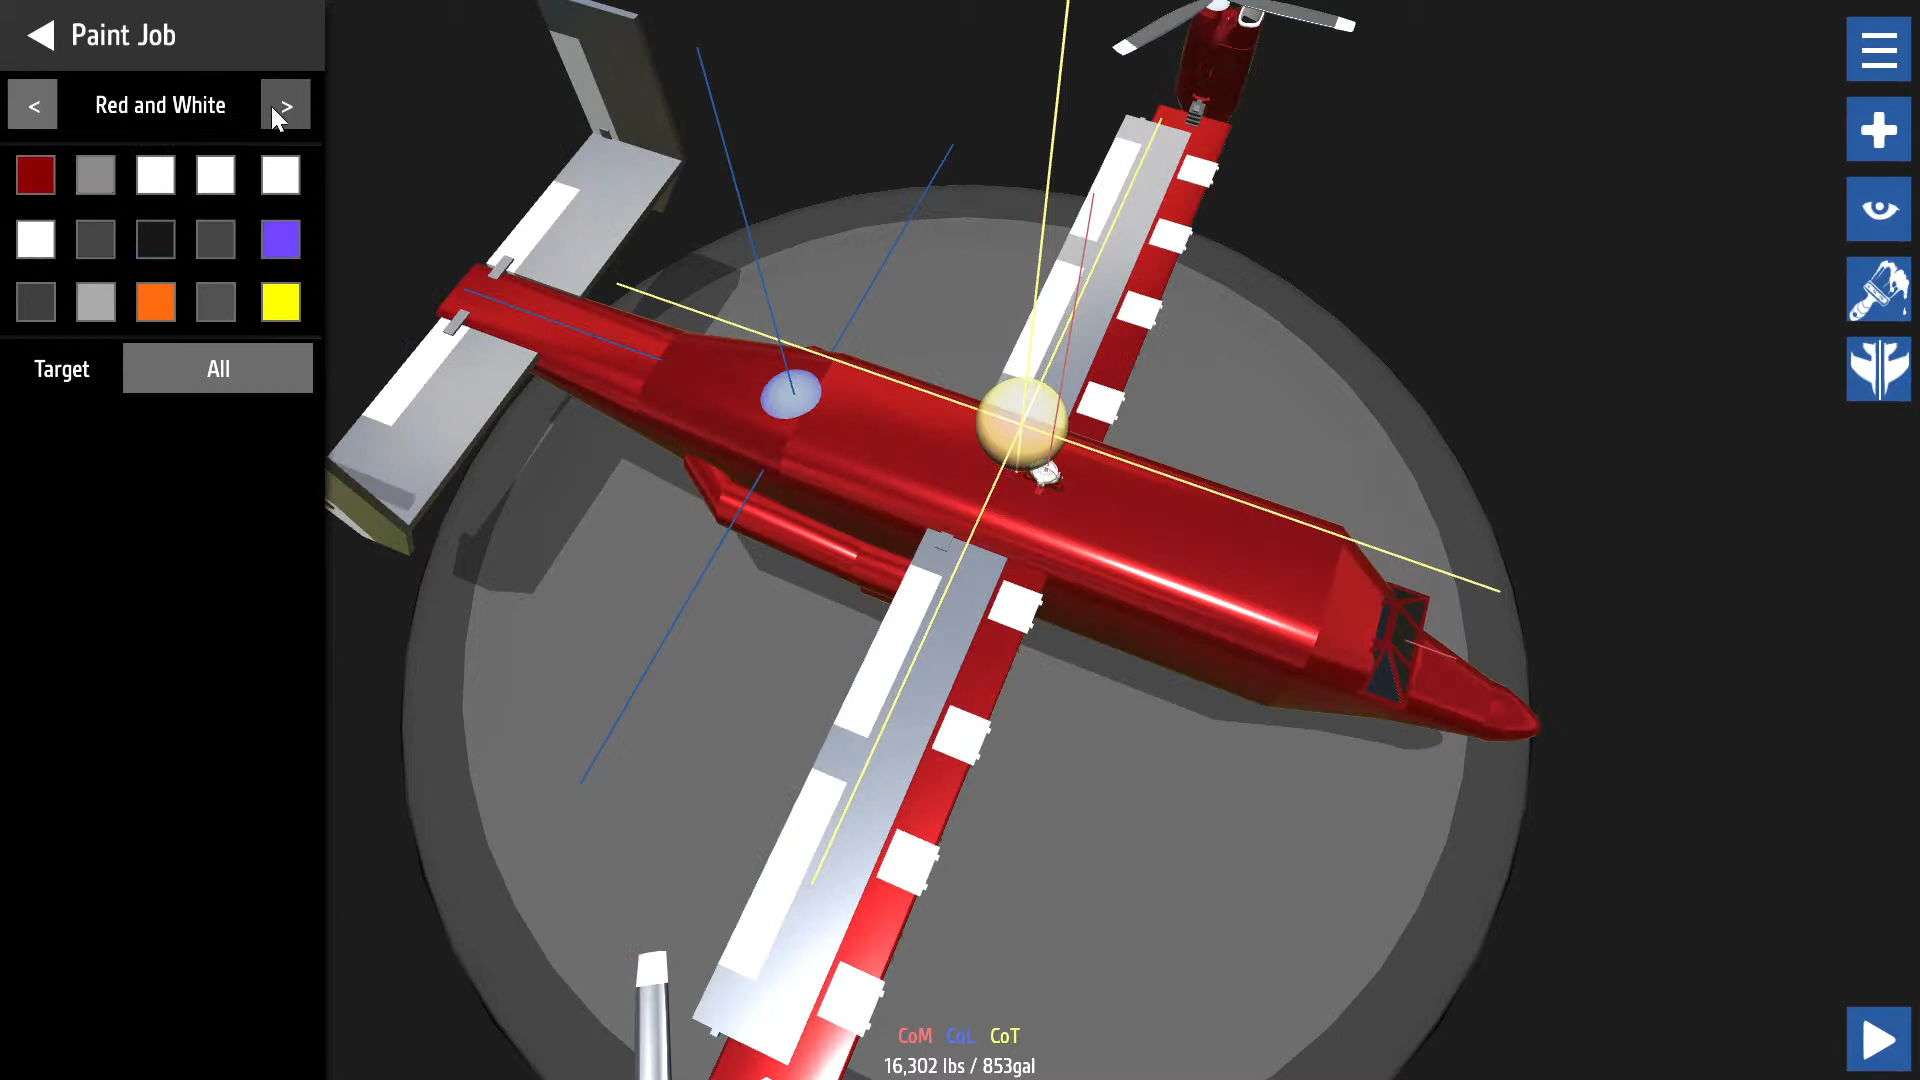 Paint Job
< Red and White >
Target All
CoM CoL CoT
16,302 lbs / 853gal